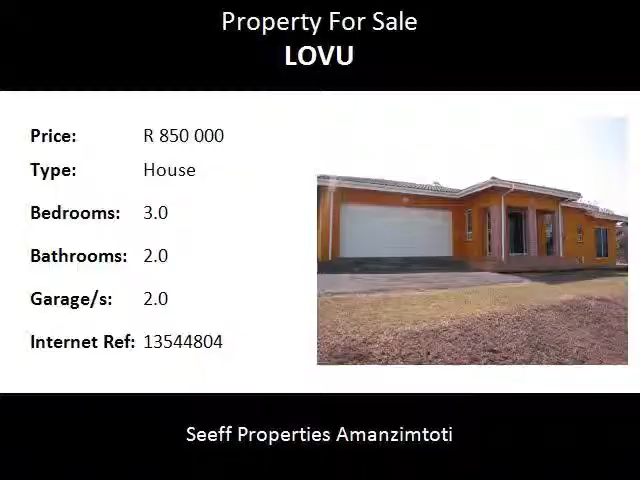 Property For Sale
LOVU
Price: R 850 000
Type: House
Bedrooms: 3.0
Bathrooms: 2.0
Garage/s: 2.0
Internet Ref: 13544804
Seeff Properties Amanzimtoti